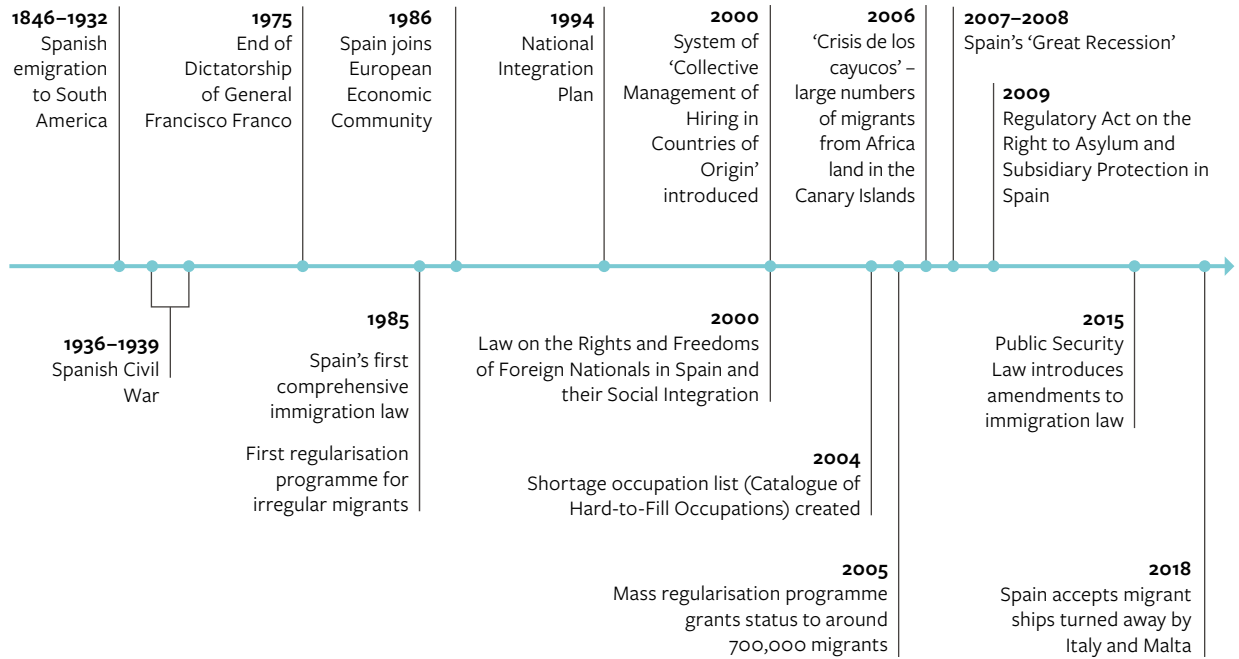 1846–1932
Spanish
emigration
to South
America
1975
End of
Dictatorship
of General
Francisco Franco
1986
Spain joins
European
Economic
Community
1994
National
Integration
Plan
2000
System of
‘Collective
Management of
Hiring in
Countries of
Origin’
introduced
2006
‘Crisis de los
cayucos’ –
large numbers
of migrants
from Africa
land in the
Canary Islands
2007–2008
Spain’s ‘Great Recession’
2009
Regulatory Act on the
Right to Asylum and
Subsidiary Protection in
Spain
1936–1939
Spanish Civil
War
1985
Spain’s first
comprehensive
immigration law
First regularisation
programme for
irregular migrants
2000
Law on the Rights and Freedoms
of Foreign Nationals in Spain and
their Social Integration
2004
Shortage occupation list (Catalogue of
Hard-to-Fill Occupations) created
2005
Mass regularisation programme
grants status to around
700,000 migrants
2015
Public Security
Law introduces
amendments to
immigration law
2018
Spain accepts migrant
ships turned away by
Italy and Malta